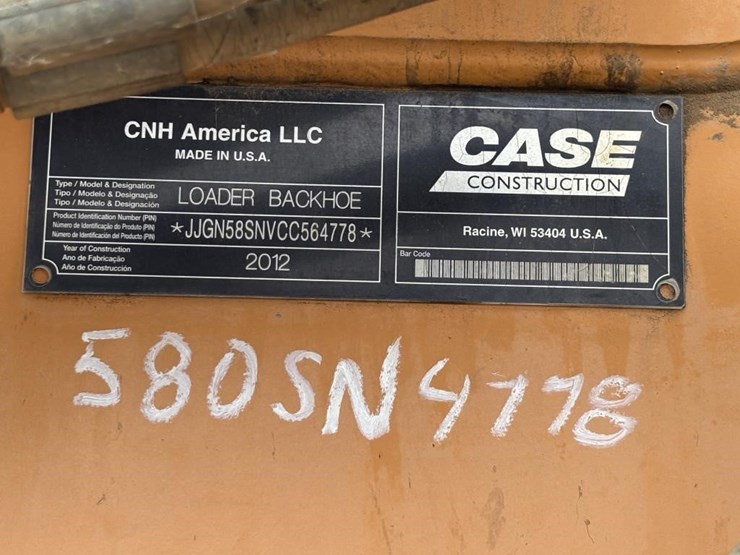 CNH America LLC
MADE IN U.S.A.
Type / Model & Designation
Tipo / Modelo & Designação
Tipo / Modelo & Designación
LOADER BACKHOE
Product Identification Number (PIN)
Número de Identificação do Produto (PIN)
Número de Identificación del Producto (PIN)
*JJGN58SNVCC564778*
Year of Construction
Ano de Fabricação
Año de Construcción
2012
CASE
CONSTRUCTION
Racine, WI 53404 U.S.A.
Bar Code
580SN4778